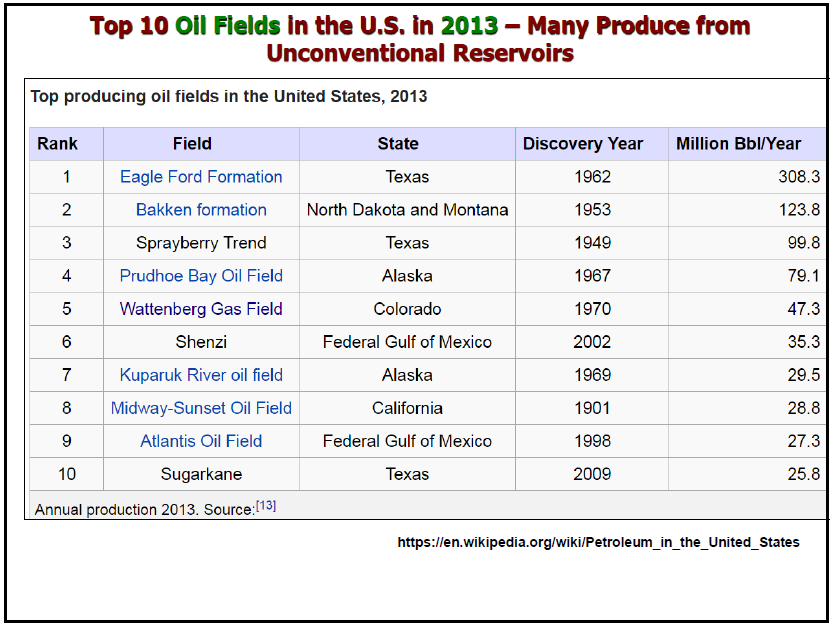 Top 10 Oil Fields in the U.S. in 2013 – Many Produce from
Unconventional Reservoirs
Top producing oil fields in the United States, 2013
Rank Field State Discovery Year Million Bbl/Year
1 Eagle Ford Formation Texas 1962 308.3
2 Bakken formation North Dakota and Montana 1953 123.8
3 Sprayberry Trend Texas 1949 99.8
4 Prudhoe Bay Oil Field Alaska 1967 79.1
5 Wattenberg Gas Field Colorado 1970 47.3
6 Shenzi Federal Gulf of Mexico 2002 35.3
7 Kuparuk River oil field Alaska 1969 29.5
8 Midway-Sunset Oil Field California 1901 28.8
9 Atlantis Oil Field Federal Gulf of Mexico 1998 27.3
10 Sugarkane Texas 2009 25.8
Annual production 2013. Source:[13]
https://en.wikipedia.org/wiki/Petroleum_in_the_United_States